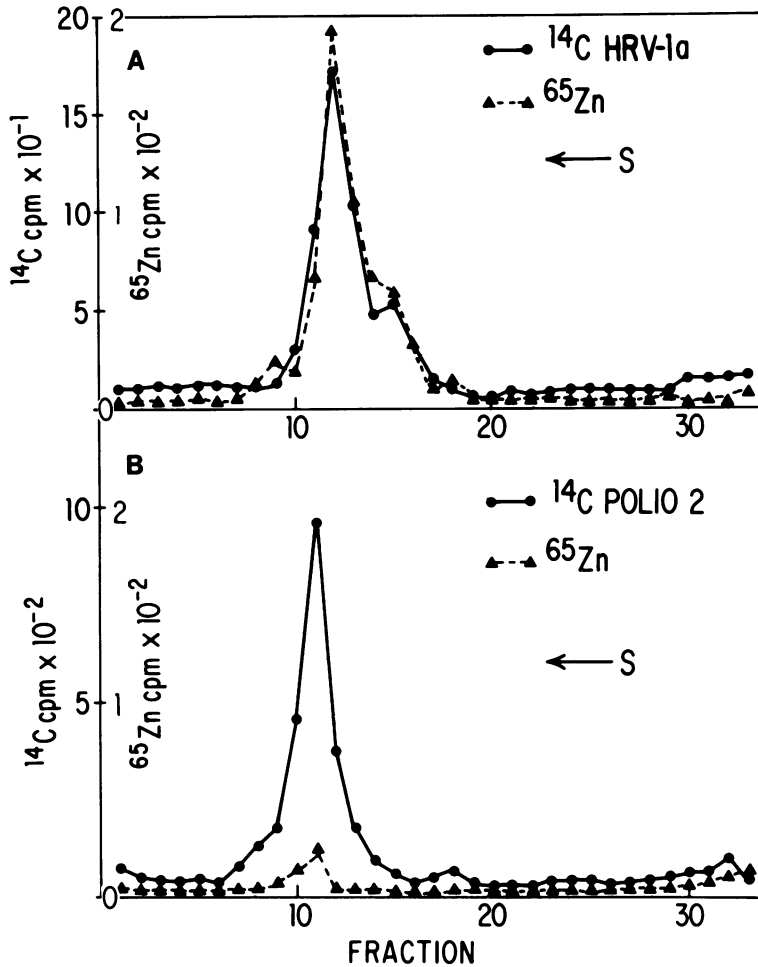 A
20
15
10
5
0
2
1
¹⁴C cpm x 10⁻¹
⁶⁵Zn cpm x 10⁻²
¹⁴C HRV-1a
⁶⁵Zn
← S
10
20
30
B
10
5
0
2
1
¹⁴C cpm x 10⁻²
⁶⁵Zn cpm x 10⁻²
¹⁴C POLIO 2
⁶⁵Zn
← S
10
20
30
FRACTION